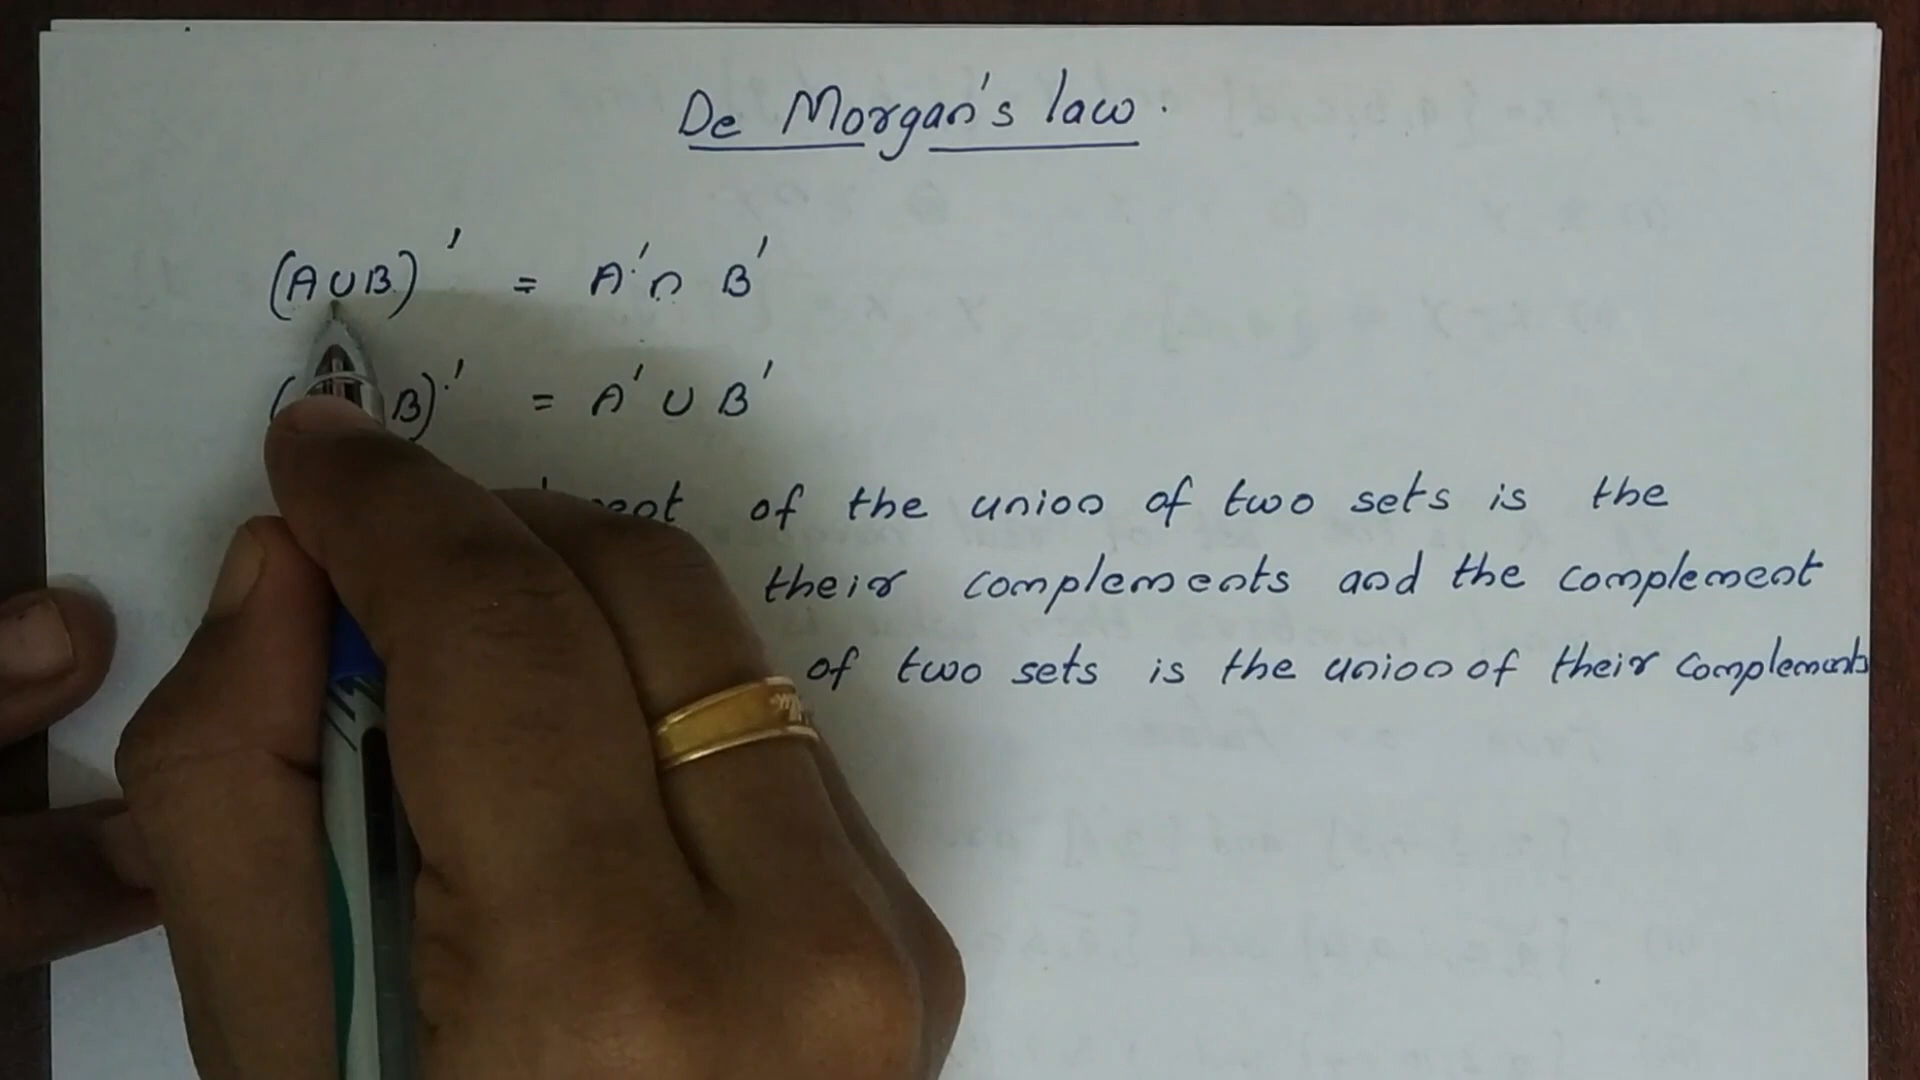 De Morgan's law.
(A∪B)' = A'∩ B'
B)' = A' ∪ B'
of the union of two sets is the
their complements and the complement
of two sets is the union of their complements